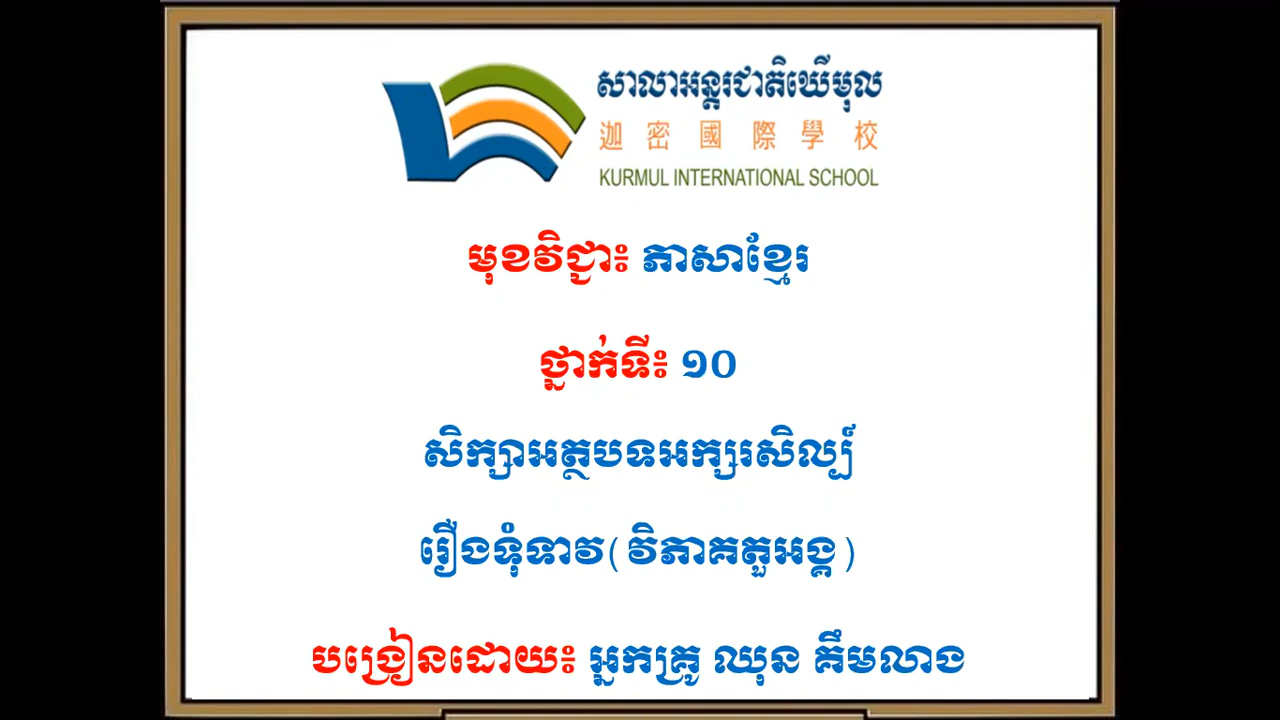 សាលាអន្តរជាតិឃើមុល
迦密國際學校
KURMUL INTERNATIONAL SCHOOL
មុខវិជ្ជា៖ ភាសាខ្មែរ
ថ្នាក់ទី៖ ១០
សិក្សាអត្ថបទអក្សរសិល្ប៍
រឿងទុំទាវ(វិភាគតួអង្គ)
បង្រៀនដោយ៖ អ្នកគ្រូ ឈុន គឹមលាង